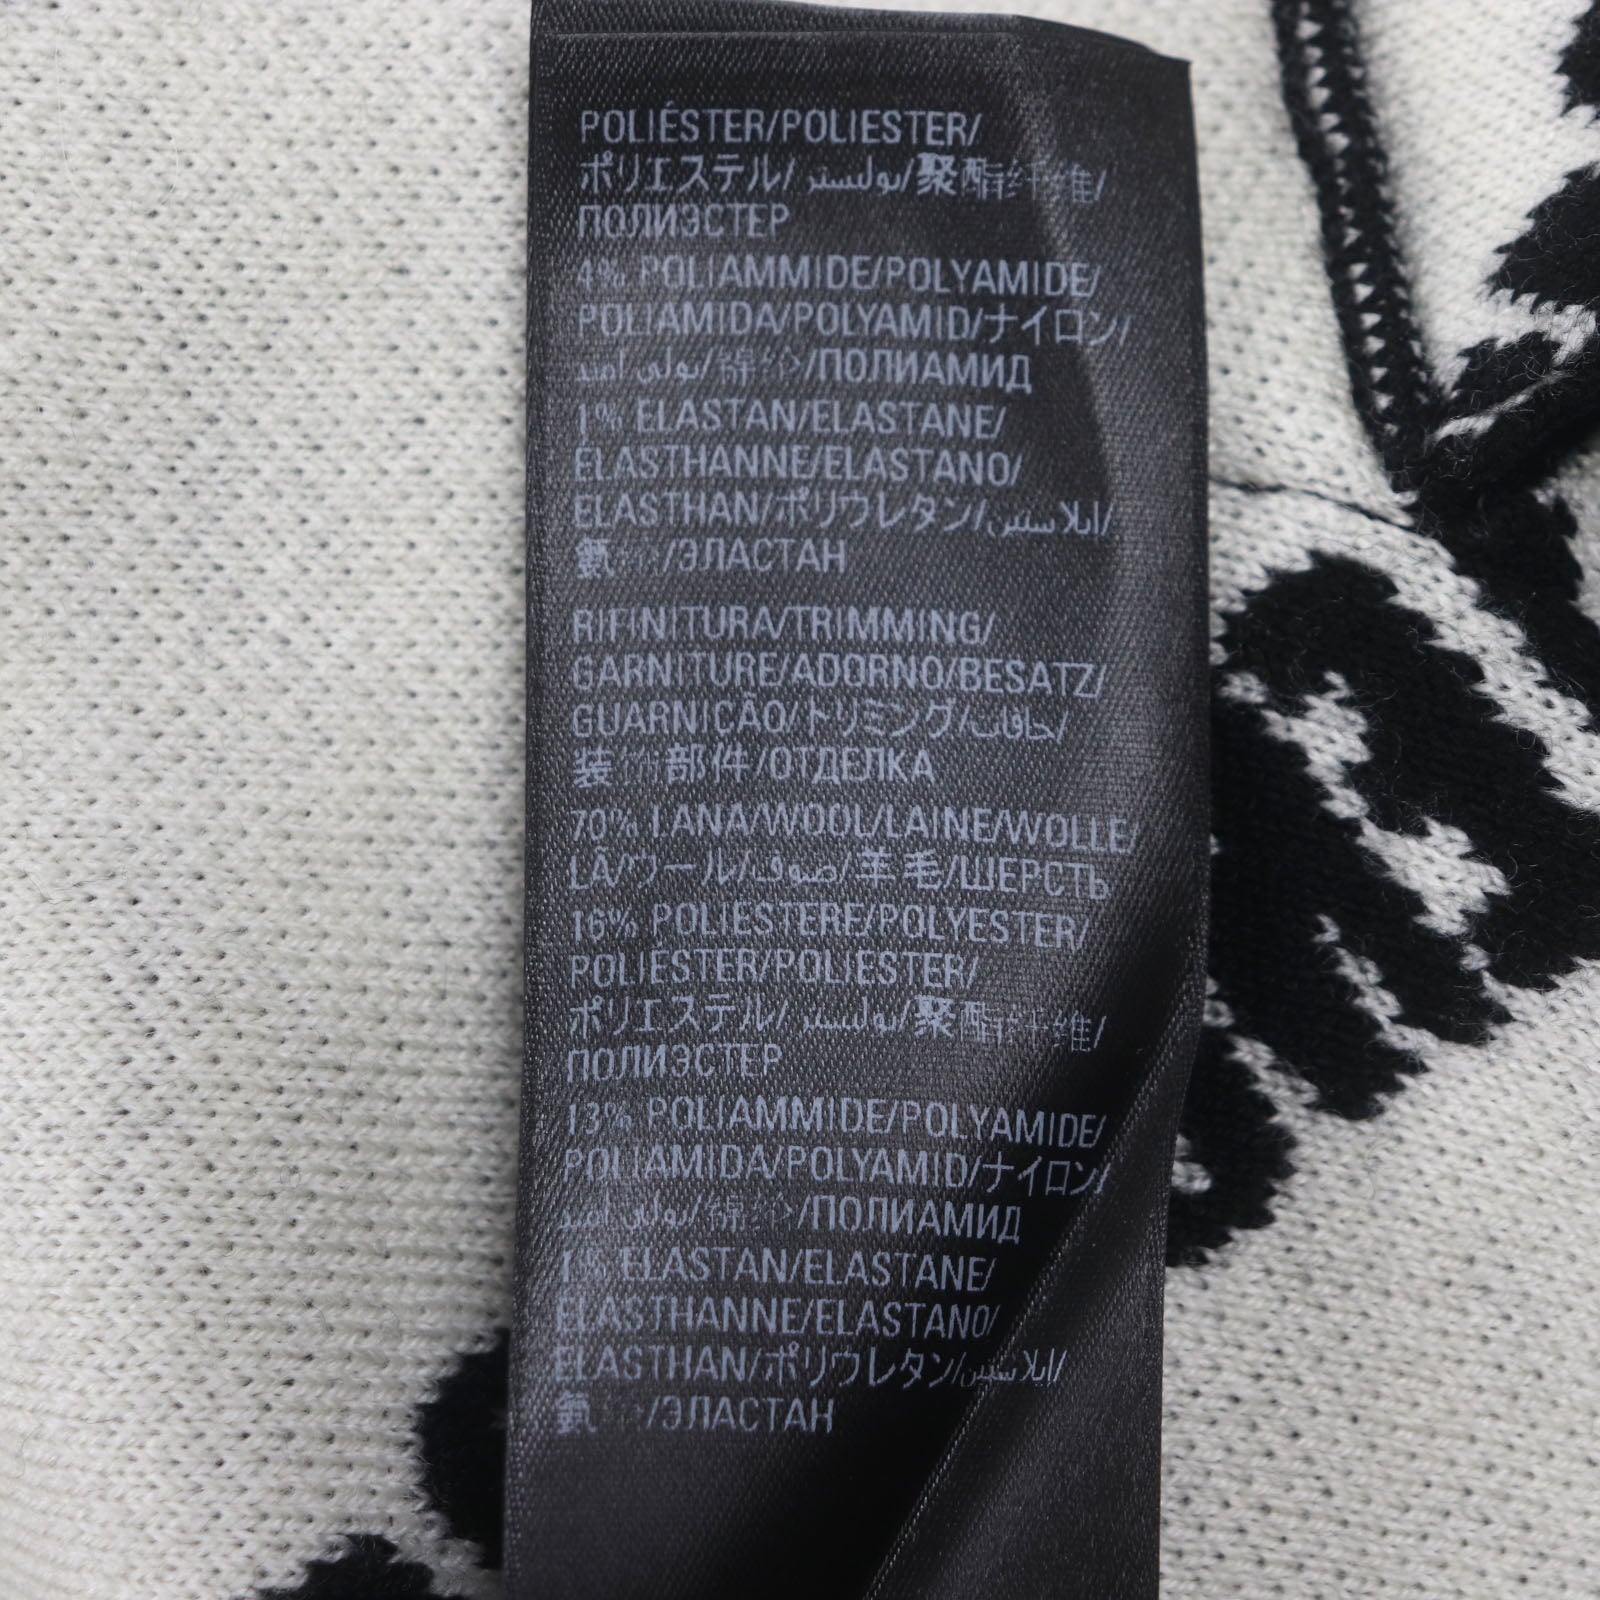 POLIÉSTER/POLIESTER/
ポリエステル/بوليستر/聚酯纤维/
ПОЛИЭСТЕР
4% POLIAMMIDE/POLYAMIDE/
POLIAMIDA/POLYAMID/ナイロン/
بولي أميد/锦纶/ПОЛИАМИД
1% ELASTAN/ELASTANE/
ÉLASTHANNE/ELASTANO/
ELASTHAN/ポリウレタン/ايلاستين/
氨纶/ЭЛАСТАН
RIFINITURA/TRIMMING/
GARNITURE/ADORNO/BESATZ/
GUARNIÇÃO/トリミング/حافات/
装饰部件/ОТДЕЛКА
70% LANA/WOOL/LAINE/WOLLE/
LÃ/ウール/صوف/羊毛/ШЕРСТЬ
16% POLIESTERE/POLYESTER/
POLIÉSTER/POLIESTER/
ポリエステル/بوليستر/聚酯纤维/
ПОЛИЭСТЕР
13% POLIAMMIDE/POLYAMIDE/
POLIAMIDA/POLYAMID/ナイロン/
بولي أميد/锦纶/ПОЛИАМИД
1% ELASTAN/ELASTANE/
ÉLASTHANNE/ELASTANO/
ELASTHAN/ポリウレタン/ايلاستين/
氨纶/ЭЛАСТАН